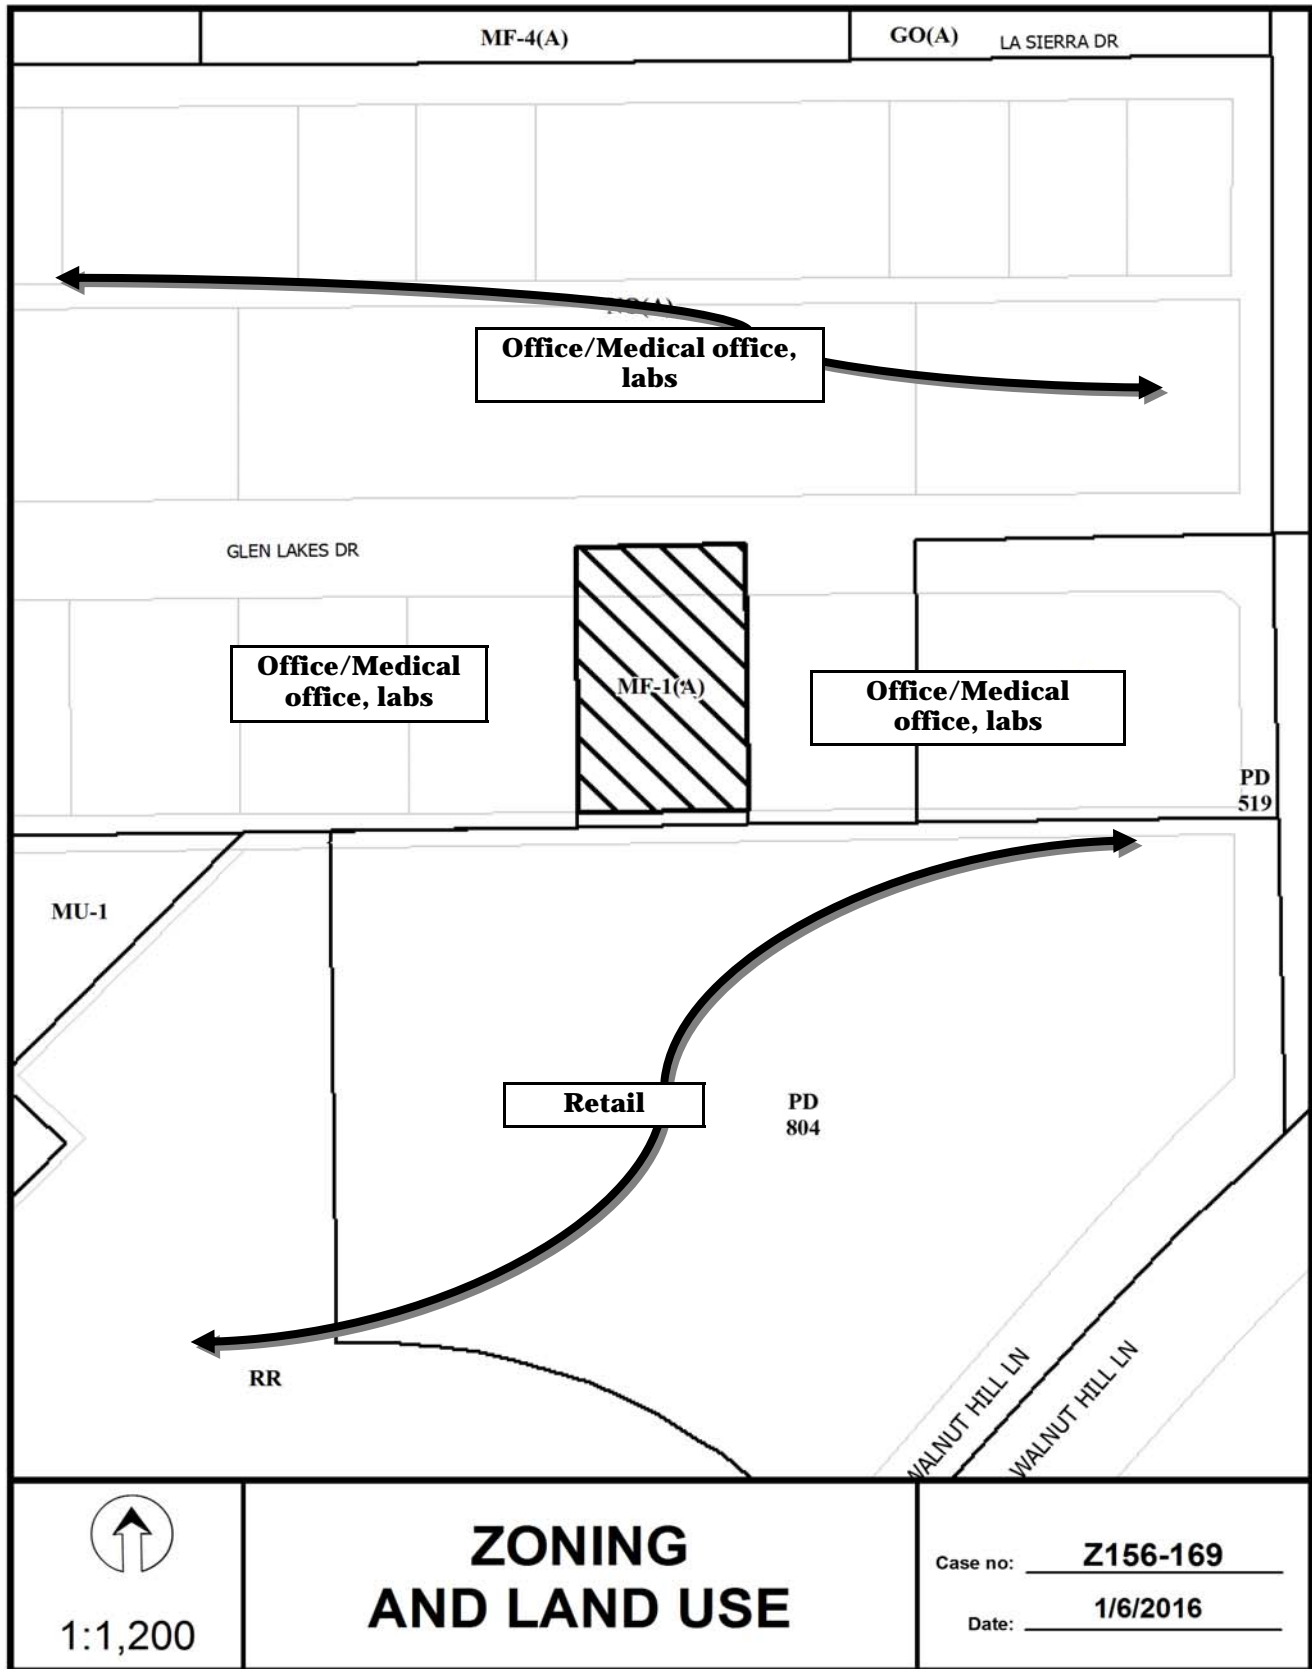 MF-4(A)
GO(A)
LA SIERRA DR
Office/Medical office,
labs
GLEN LAKES DR
Office/Medical
office, labs
MF-1(A)
Office/Medical
office, labs
PD
519
MU-1
Retail
PD
804
RR
WALNUT HILL LN
WALNUT HILL LN
1:1,200
ZONING
AND LAND USE
Case no: Z156-169
Date: 1/6/2016